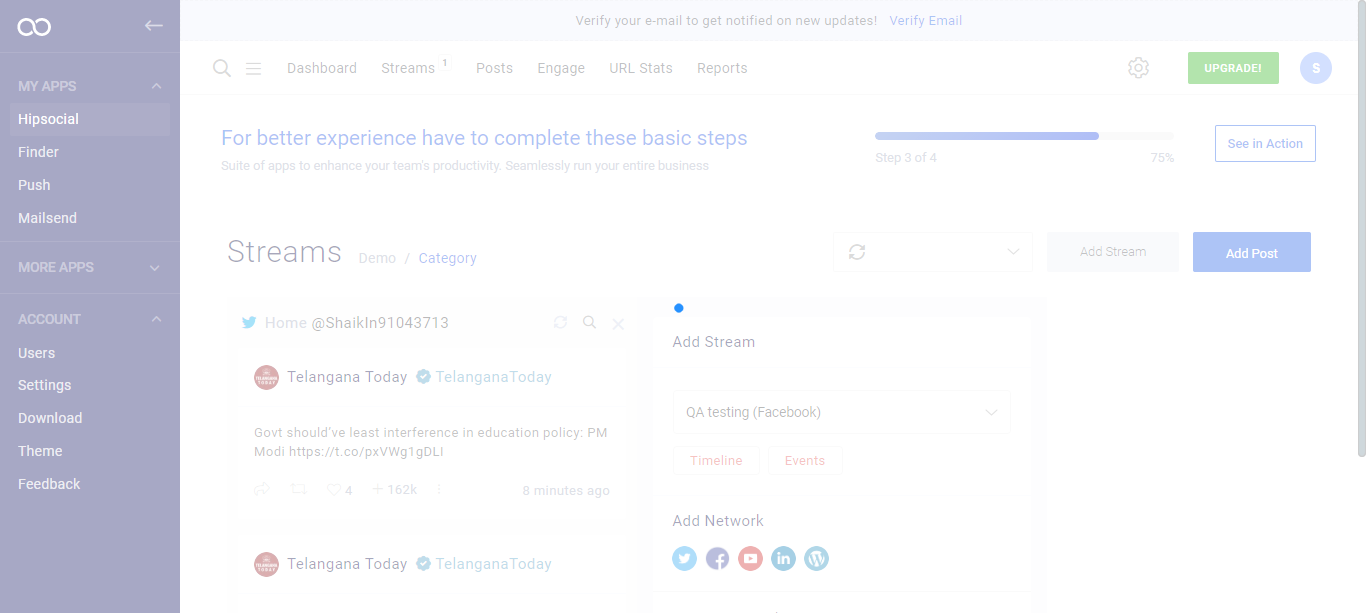 Verify your e-mail to get notified on new updates! Verify Email
MY APPS
Hipsocial
Finder
Push
Mailsend
MORE APPS
ACCOUNT
Users
Settings
Download
Theme
Feedback
Dashboard Streams 1 Posts Engage URL Stats Reports
UPGRADE! S
For better experience have to complete these basic steps
Suite of apps to enhance your team's productivity. Seamlessly run your entire business
Step 3 of 4 75%
See in Action
Streams Demo / Category
Add Stream Add Post
Home @ShaikIn91043713
Telangana Today TelanganaToday
Govt should've least interference in education policy: PM
Modi https://t.co/pxVWg1gDLI
4 162k 8 minutes ago
TELANGANA
TODAY
Telangana Today TelanganaToday
TELANGANA
TODAY
Add Stream
QA testing (Facebook)
Timeline Events
Add Network